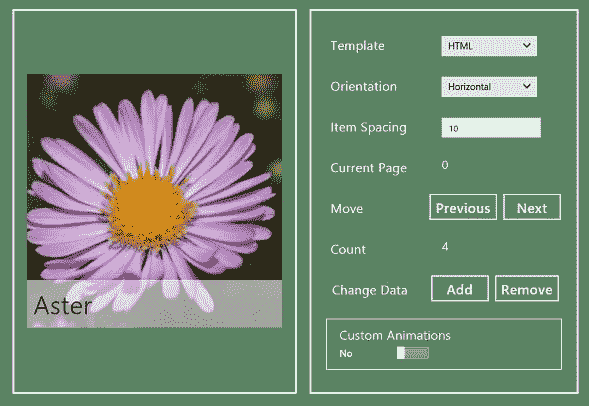 Aster
Template HTML
Orientation Horizontal
Item Spacing 10
Current Page 0
Move Previous Next
Count 4
Change Data Add Remove
Custom Animations
No